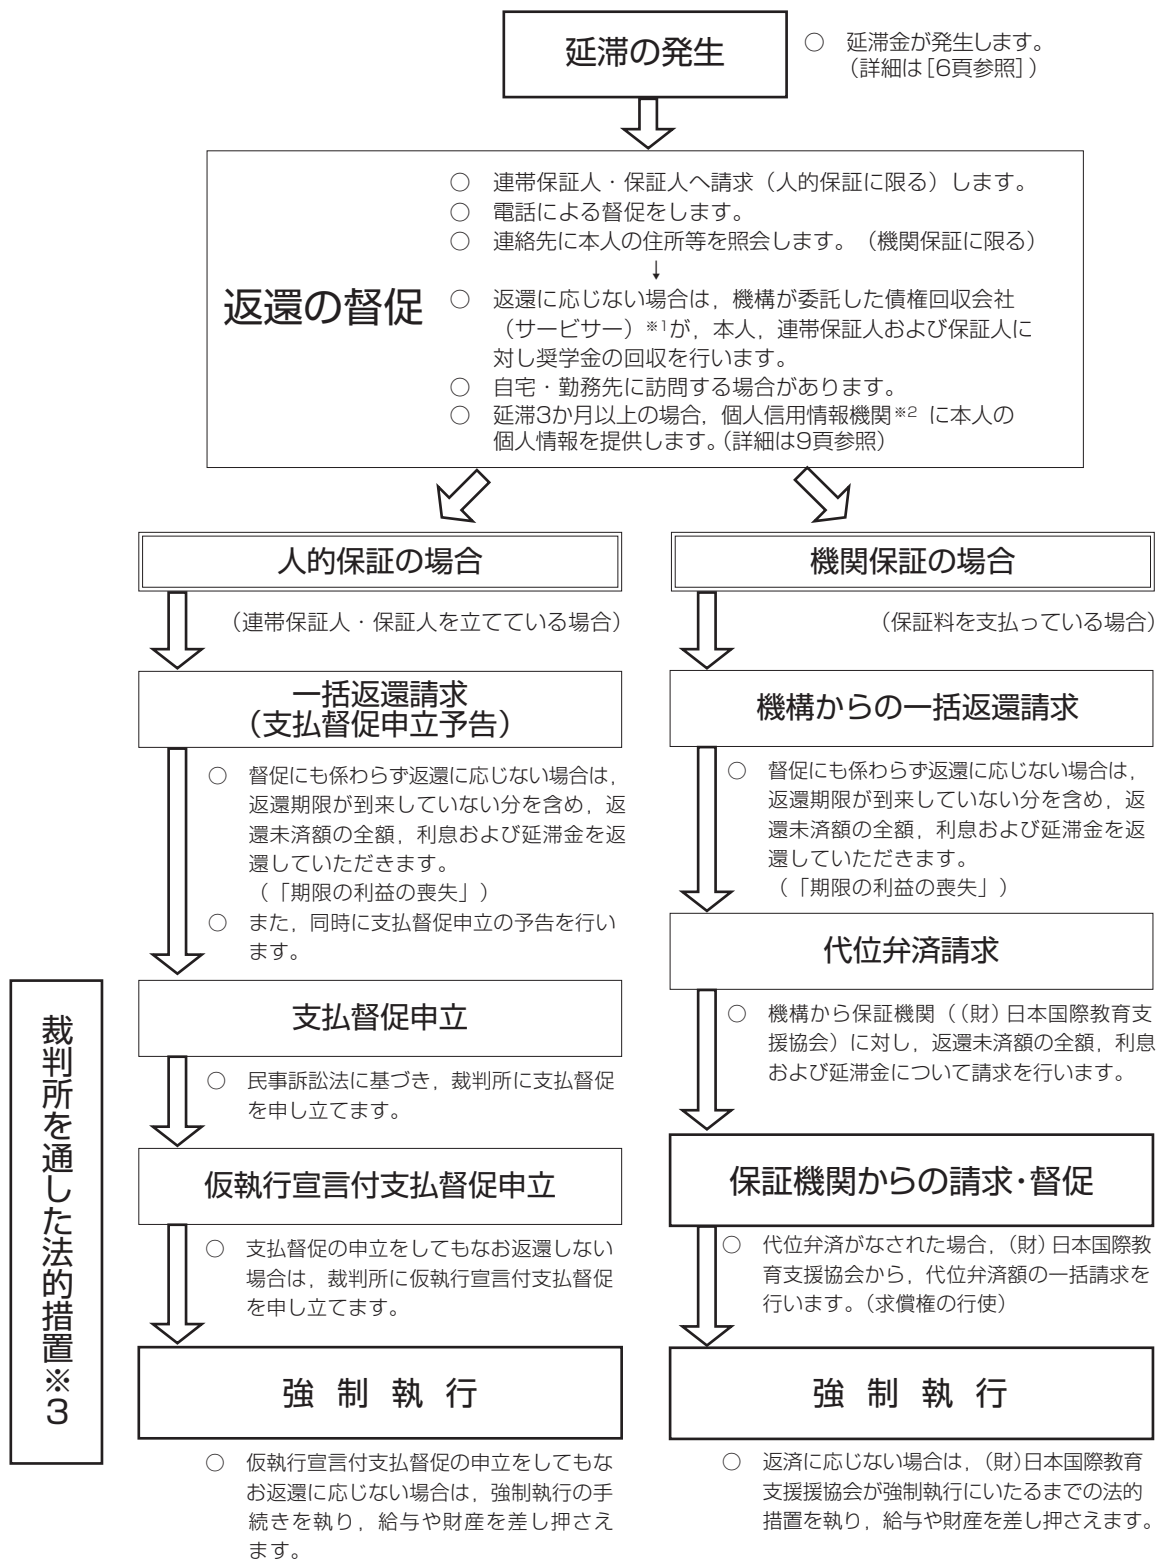 延滞の発生
○ 延滞金が発生します。
（詳細は［6頁参照］）
返還の督促
○ 連帯保証人・保証人へ請求（人的保証に限る）します。
○ 電話による督促をします。
○ 連絡先に本人の住所等を照会します。（機関保証に限る）
↓
○ 返還に応じない場合は，機構が委託した債権回収会社
（サービサー）※1が，本人，連帯保証人および保証人に
対し奨学金の回収を行います。
○ 自宅・勤務先に訪問する場合があります。
○ 延滞3か月以上の場合，個人信用情報機関※2 に本人の
個人情報を提供します。（詳細は9頁参照）
人的保証の場合
（連帯保証人・保証人を立てている場合）
一括返還請求
（支払督促申立予告）
○ 督促にも係わらず返還に応じない場合は，
返還期限が到来していない分を含め，返
還未済額の全額，利息および延滞金を返
還していただきます。
（「期限の利益の喪失」）
○ また，同時に支払督促申立の予告を行い
ます。
裁判所を通した法的措置※3
支払督促申立
○ 民事訴訟法に基づき，裁判所に支払督促
を申し立てます。
仮執行宣言付支払督促申立
○ 支払督促の申立をしてもなお返還しない
場合は，裁判所に仮執行宣言付支払督促
を申し立てます。
強制執行
○ 仮執行宣言付支払督促の申立をしてもな
お返還に応じない場合は，強制執行の手
続きを執り，給与や財産を差し押さえ
ます。
機関保証の場合
（保証料を支払っている場合）
機構からの一括返還請求
○ 督促にも係わらず返還に応じない場合は，
返還期限が到来していない分を含め，返
還未済額の全額，利息および延滞金を返
還していただきます。
（「期限の利益の喪失」）
代位弁済請求
○ 機構から保証機関（(財)日本国際教育支
援協会）に対し，返還未済額の全額，利息
および延滞金について請求を行います。
保証機関からの請求・督促
○ 代位弁済がなされた場合，(財)日本国際教
育支援協会から，代位弁済額の一括請求を
行います。（求償権の行使）
強制執行
○ 返済に応じない場合は，(財)日本国際教育
支援援協会が強制執行にいたるまでの法的
措置を執り，給与や財産を差し押さえます。